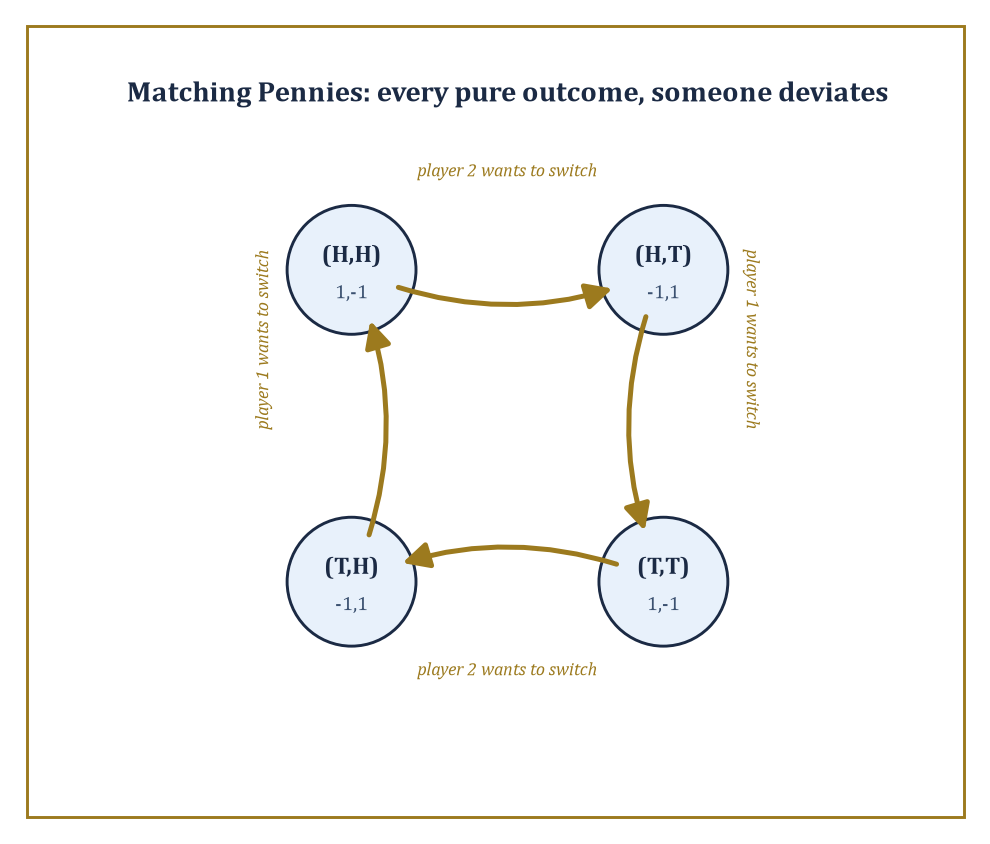 Matching Pennies: every pure outcome, someone deviates
player 2 wants to switch
(H,H)
1,-1
(H,T)
-1,1
player 1 wants to switch
player 1 wants to switch
(T,H)
-1,1
(T,T)
1,-1
player 2 wants to switch